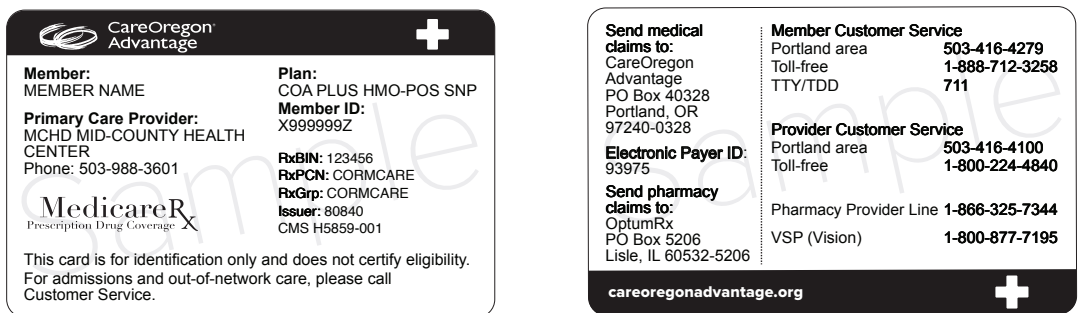 CareOregon®
Advantage
Member:
MEMBER NAME
Primary Care Provider:
MCHD MID-COUNTY HEALTH
CENTER
Phone: 503-988-3601
MedicareRx
Prescription Drug Coverage
Plan:
COA PLUS HMO-POS SNP
Member ID:
X999999Z
RxBIN: 123456
RxPCN: CORMCARE
RxGrp: CORMCARE
Issuer: 80840
CMS H5859-001
This card is for identification only and does not certify eligibility.
For admissions and out-of-network care, please call
Customer Service.
Sample
Send medical
claims to:
CareOregon
Advantage
PO Box 40328
Portland, OR
97240-0328
Electronic Payer ID:
93975
Send pharmacy
claims to:
OptumRx
PO Box 5206
Lisle, IL 60532-5206
Member Customer Service
Portland area 503-416-4279
Toll-free 1-888-712-3258
TTY/TDD 711
Provider Customer Service
Portland area 503-416-4100
Toll-free 1-800-224-4840
Pharmacy Provider Line 1-866-325-7344
VSP (Vision) 1-800-877-7195
Sample
careoregonadvantage.org